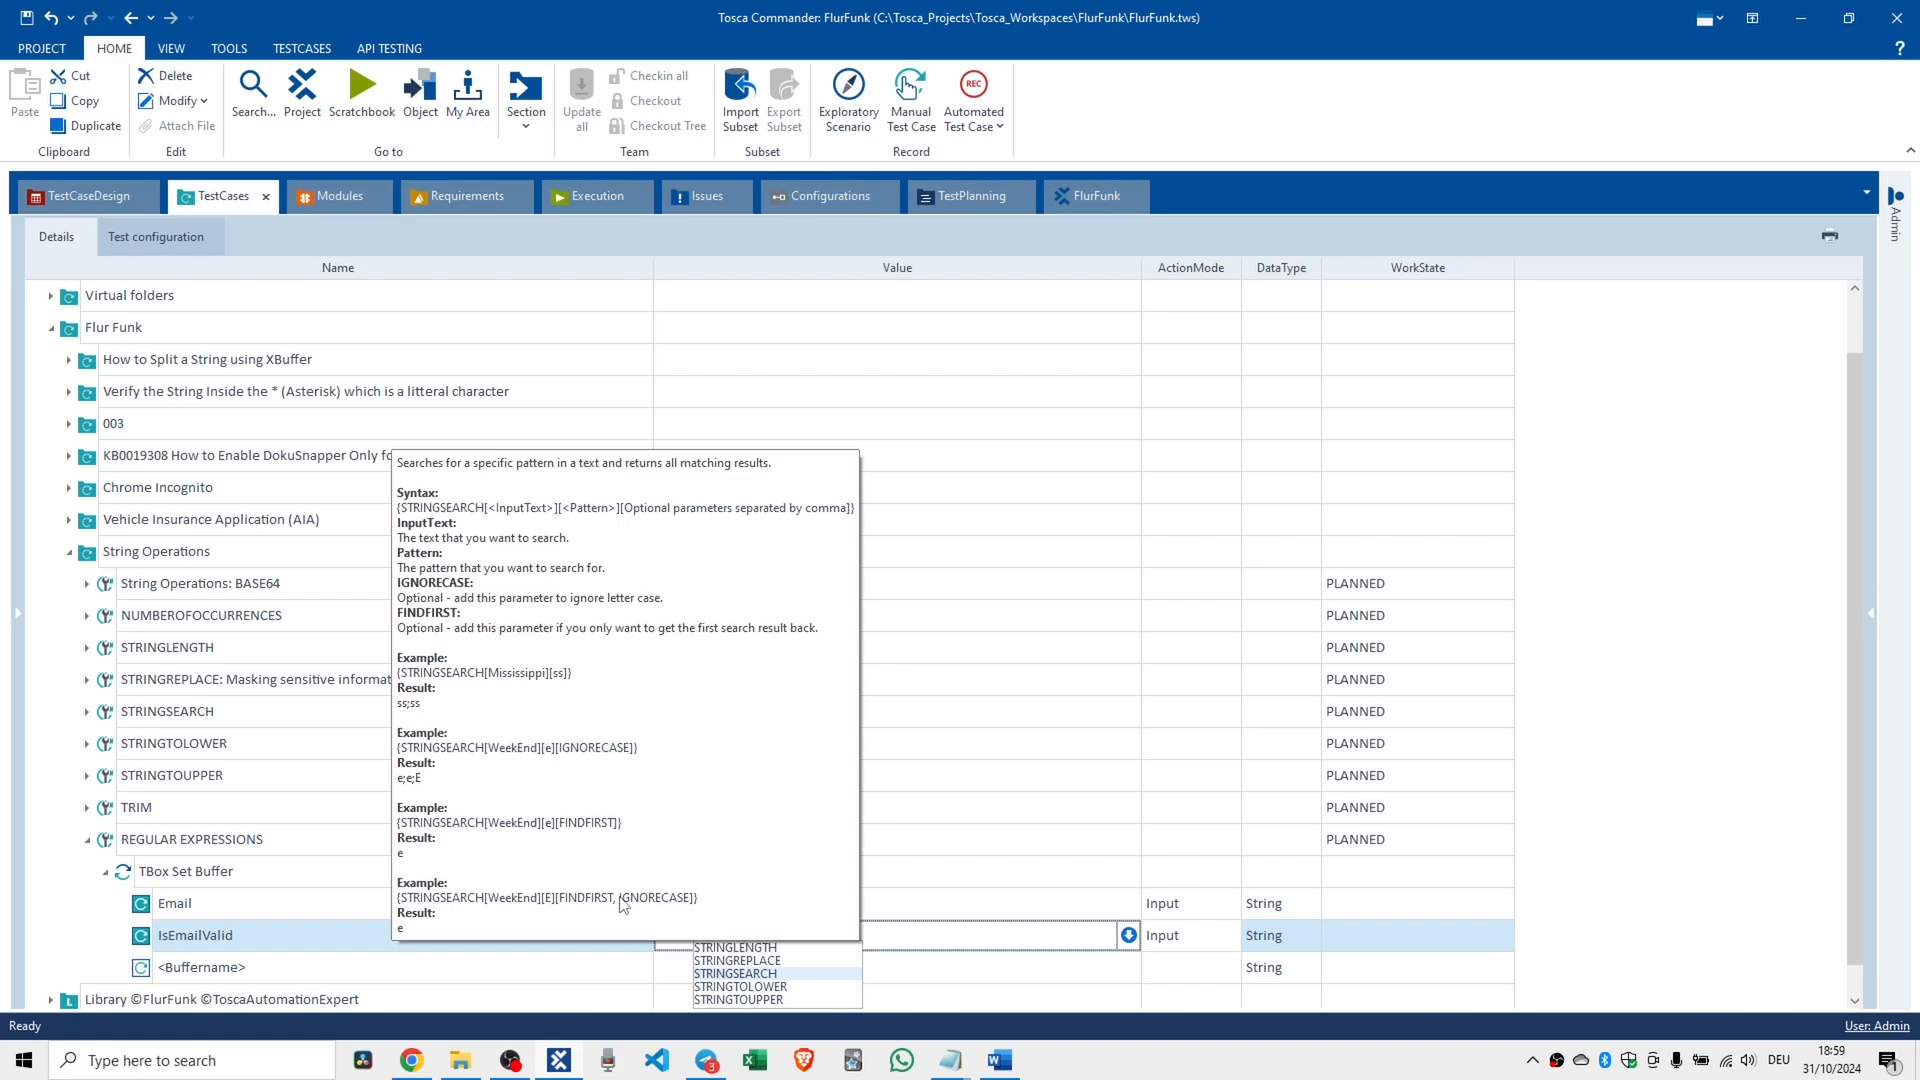 Tosca Commander: FlurFunk (C:\Tosca_Projects\Tosca_Workspaces\FlurFunk\FlurFunk.tws)
PROJECT HOME VIEW TOOLS TESTCASES API TESTING ?
Paste
Cut
Copy
Duplicate
Clipboard
Delete
Modify
Attach File
Edit
Search... Project Scratchbook Object My Area
Go to
Section
Update all
Checkin all
Checkout
Checkout Tree
Team
Import Subset
Export Subset
Subset
Exploratory Scenario
Manual Test Case
REC
Automated Test Case
Record
TestCaseDesign TestCases x Modules Requirements Execution Issues Configurations TestPlanning FlurFunk
Admin
Details Test configuration
Name Value ActionMode DataType WorkState
Virtual folders
Flur Funk
How to Split a String using XBuffer
Verify the String Inside the * (Asterisk) which is a litteral character
003
KB0019308 How to Enable DokuSnapper Only fo
Chrome Incognito
Vehicle Insurance Application (AIA)
String Operations
String Operations: BASE64 PLANNED
NUMBEROFOCCURRENCES PLANNED
STRINGLENGTH PLANNED
STRINGREPLACE: Masking sensitive informat PLANNED
STRINGSEARCH PLANNED
STRINGTOLOWER PLANNED
STRINGTOUPPER PLANNED
TRIM PLANNED
REGULAR EXPRESSIONS PLANNED
TBox Set Buffer
Email Input String
IsEmailValid Input String
<Buffername> String
Library ©FlurFunk ©ToscaAutomationExpert
Searches for a specific pattern in a text and returns all matching results.
Syntax:
{STRINGSEARCH[<InputText>][<Pattern>][Optional parameters separated by comma]}
InputText:
The text that you want to search.
Pattern:
The pattern that you want to search for.
IGNORECASE:
Optional - add this parameter to ignore letter case.
FINDFIRST:
Optional - add this parameter if you only want to get the first search result back.
Example:
{STRINGSEARCH[Mississippi][ss]}
Result:
ss;ss
Example:
{STRINGSEARCH[WeekEnd][e][IGNORECASE]}
Result:
e;e;E
Example:
{STRINGSEARCH[WeekEnd][e][FINDFIRST]}
Result:
e
Example:
{STRINGSEARCH[WeekEnd][E][FINDFIRST, IGNORECASE]}
Result:
e
STRINGLENGTH
STRINGREPLACE
STRINGSEARCH
STRINGTOLOWER
STRINGTOUPPER
Ready User: Admin
Type here to search 3 DEU 18:59
31/10/2024 1